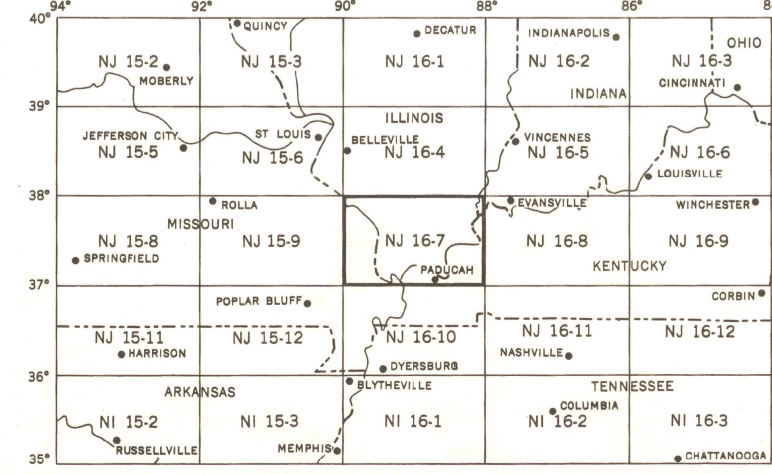 94° 92° 90° 88° 86° 84°
40°
QUINCY
DECATUR
INDIANAPOLIS
OHIO
NJ 15-2
NJ 15-3
NJ 16-1
NJ 16-2
NJ 16-3
MOBERLY
CINCINNATI
INDIANA
39°
ILLINOIS
JEFFERSON CITY
ST LOUIS
BELLEVILLE
VINCENNES
NJ 15-5
NJ 15-6
NJ 16-4
NJ 16-5
NJ 16-6
LOUISVILLE
38°
ROLLA
EVANSVILLE
WINCHESTER
MISSOURI
NJ 15-8
NJ 15-9
NJ 16-7
NJ 16-8
NJ 16-9
SPRINGFIELD
PADUCAH
KENTUCKY
37°
POPLAR BLUFF
CORBIN
NJ 15-11
NJ 15-12
NJ 16-10
NJ 16-11
NJ 16-12
HARRISON
NASHVILLE
DYERSBURG
36°
BLYTHEVILLE
ARKANSAS
TENNESSEE
COLUMBIA
NI 15-2
NI 15-3
NI 16-1
NI 16-2
NI 16-3
RUSSELLVILLE
MEMPHIS
CHATTANOOGA
35°